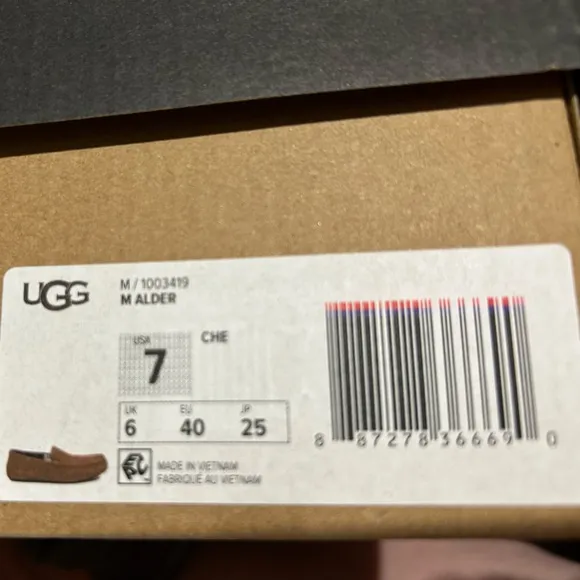 UGG
M / 1003419
M ALDER
USA
7
CHE
UK EU JP
6 40 25
MADE IN VIETNAM
FABRIQUÉ AU VIETNAM
8 87278 36669 0